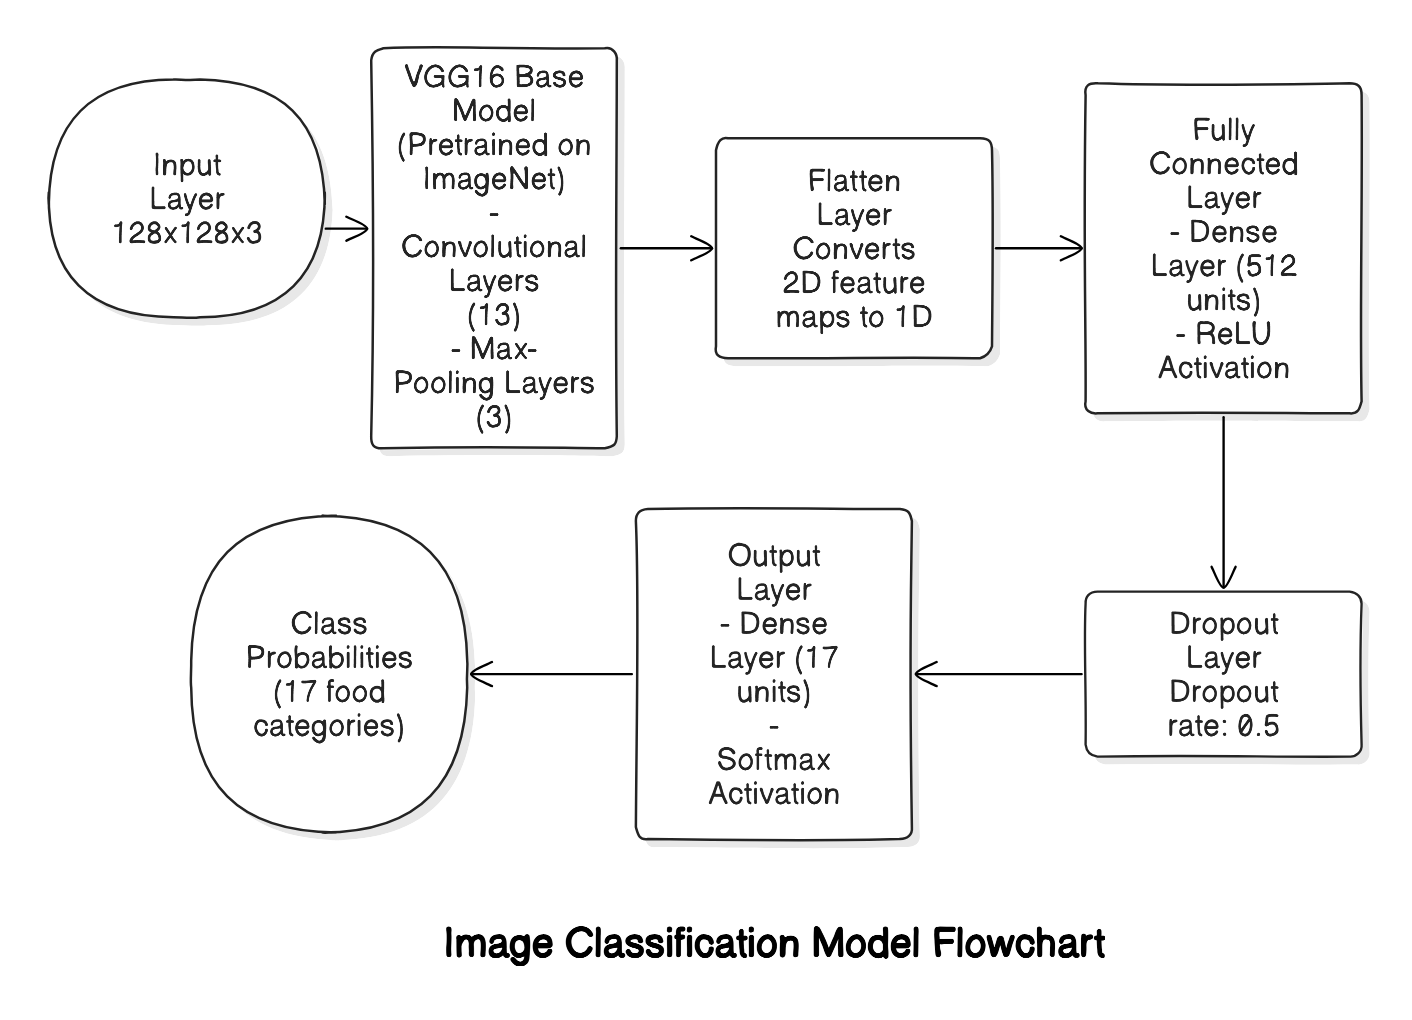 Input
Layer
128x128x3
VGG16 Base
Model
(Pretrained on
ImageNet)
-
Convolutional
Layers
(13)
- Max-
Pooling Layers
(3)
Flatten
Layer
Converts
2D feature
maps to 1D
Fully
Connected
Layer
- Dense
Layer (512
units)
- ReLU
Activation
Dropout
Layer
Dropout
rate: 0.5
Output
Layer
- Dense
Layer (17
units)
-
Softmax
Activation
Class
Probabilities
(17 food
categories)
Image Classification Model Flowchart